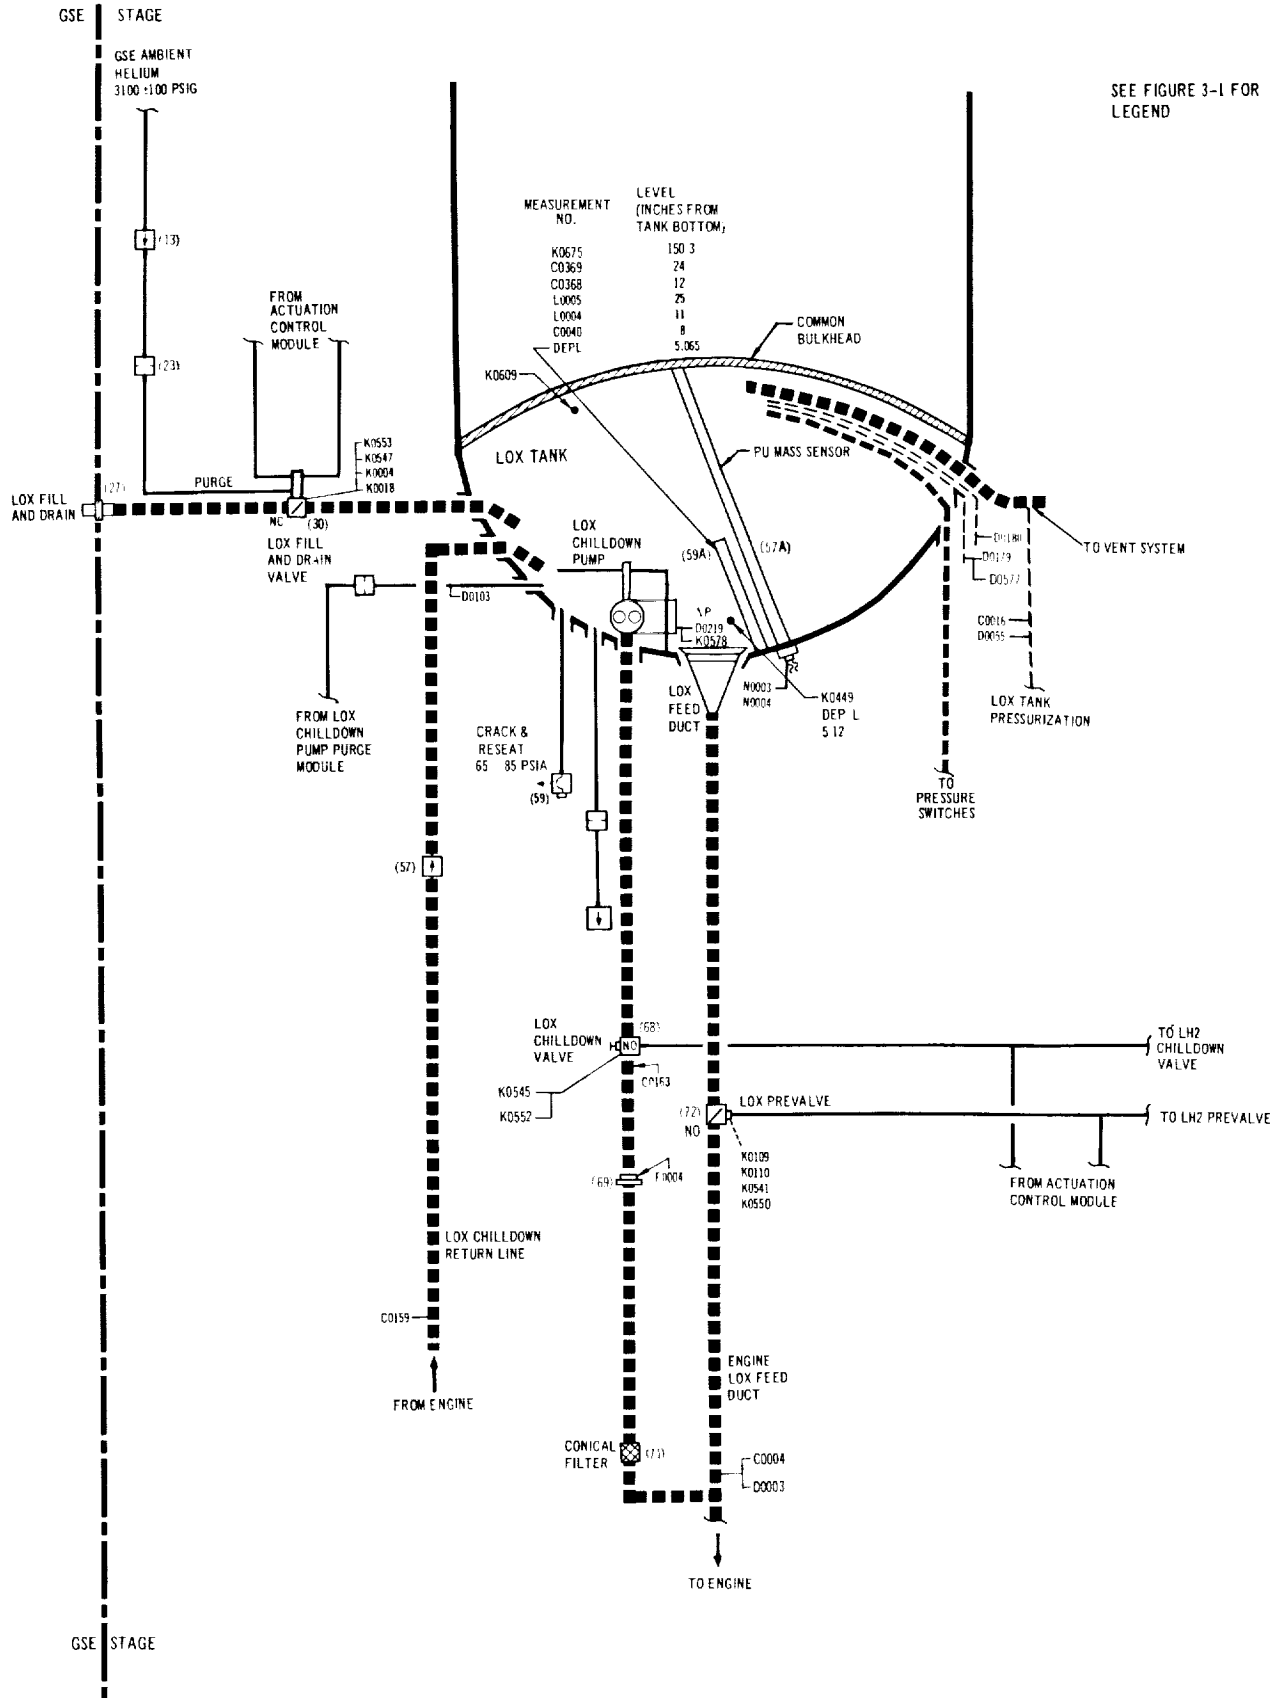 GSE STAGE
GSE AMBIENT
HELIUM
3100 ±100 PSIG
SEE FIGURE 3-1 FOR
LEGEND
MEASUREMENT
NO.
LEVEL
(INCHES FROM
TANK BOTTOM)
K0675 150 3
C0369 24
C0368 12
L0005 25
L0004 11
C0040 8
DEPL 5.065
(13)
(23)
FROM
ACTUATION
CONTROL
MODULE
COMMON
BULKHEAD
K0609
K0553
K0547
K0004
K0018
LOX TANK
PU MASS SENSOR
PURGE
LOX FILL
AND DRAIN
(27)
NC
(30)
LOX FILL
AND DRAIN
VALVE
LOX
CHILLDOWN
PUMP
(59A)
(57A)
D0180
D0179
D0577
TO VENT SYSTEM
D0103
P
D0219
K0578
C0016
D0055
N0003
N0004
K0449
DEP L
5 12
LOX TANK
PRESSURIZATION
LOX
FEED
DUCT
FROM LOX
CHILLDOWN
PUMP PURGE
MODULE
CRACK &
RESEAT
65 85 PSIA
(59)
TO
PRESSURE
SWITCHES
(57)
LOX
CHILLDOWN
VALVE
(68)
NO
TO LH2
CHILLDOWN
VALVE
K0545
K0552
C0163
LOX PREVALVE
(72)
NO
TO LH2 PREVALVE
K0109
K0110
K0541
K0550
(69)
F0004
FROM ACTUATION
CONTROL MODULE
LOX CHILLDOWN
RETURN LINE
C0159
FROM ENGINE
ENGINE
LOX FEED
DUCT
CONICAL
FILTER
(71)
C0004
D0003
TO ENGINE
GSE STAGE